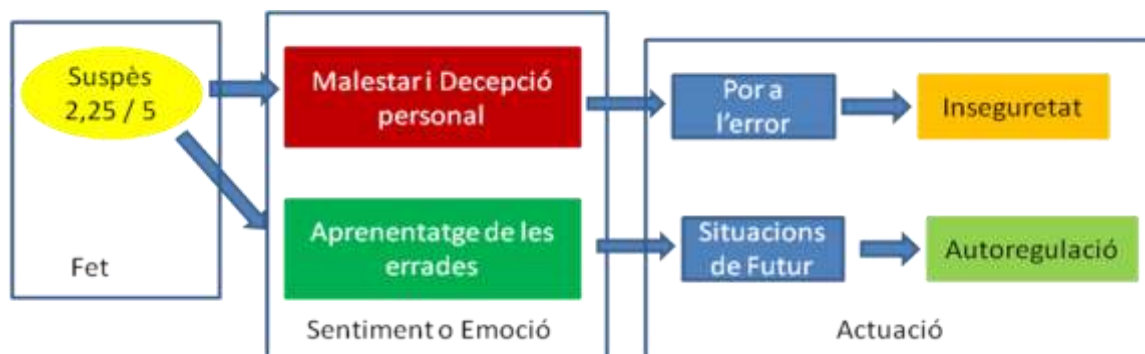 Suspès
2,25 / 5
Fet
Malestar i Decepció
personal
Aprenentatge de les
errades
Sentiment o Emoció
Por a
l'error
Inseguretat
Situacions
de Futur
Autoregulació
Actuació